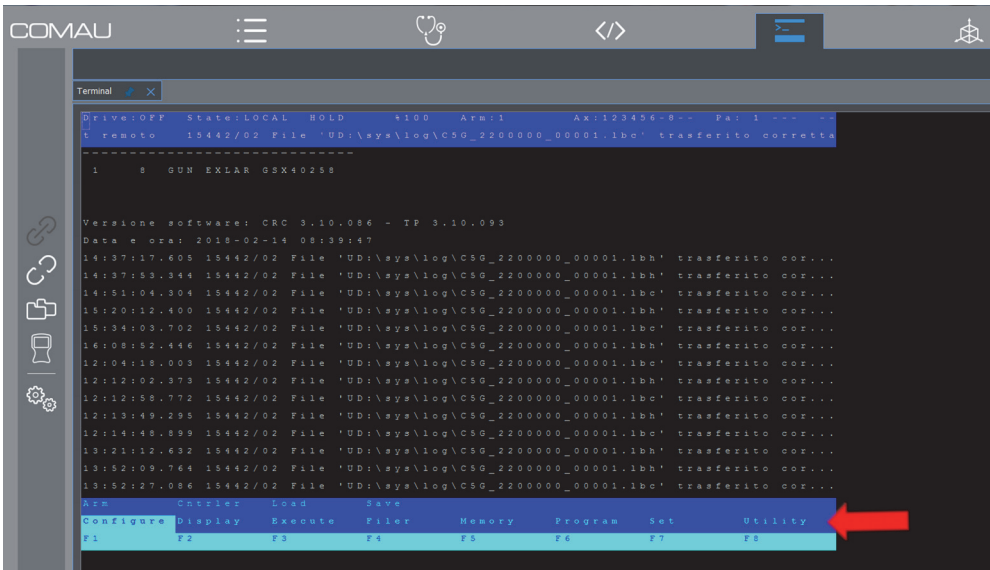 COMAU
>_
Terminal
Drive:OFF State:LOCAL HOLD %100 Arm:1 Ax:123456-8-- Pa: 1 --- --
t remoto 15442/02 File 'UD:\sys\log\C5G_2200000_00001.lbc' trasferito corretta
-----------------------------
1 8 GUN EXLAR GSX40258
Versione software: CRC 3.10.086 - TP 3.10.093
Data e ora: 2018-02-14 08:39:47
14:37:17.605 15442/02 File 'UD:\sys\log\C5G_2200000_00001.lbh' trasferito cor...
14:37:53.344 15442/02 File 'UD:\sys\log\C5G_2200000_00001.lbh' trasferito cor...
14:51:04.304 15442/02 File 'UD:\sys\log\C5G_2200000_00001.lbc' trasferito cor...
15:20:12.400 15442/02 File 'UD:\sys\log\C5G_2200000_00001.lbc' trasferito cor...
15:34:03.702 15442/02 File 'UD:\sys\log\C5G_2200000_00001.lbc' trasferito cor...
16:08:52.446 15442/02 File 'UD:\sys\log\C5G_2200000_00001.lbc' trasferito cor...
12:04:18.003 15442/02 File 'UD:\sys\log\C5G_2200000_00001.lbh' trasferito cor...
12:12:02.373 15442/02 File 'UD:\sys\log\C5G_2200000_00001.lbh' trasferito cor...
12:12:58.772 15442/02 File 'UD:\sys\log\C5G_2200000_00001.lbc' trasferito cor...
12:13:49.295 15442/02 File 'UD:\sys\log\C5G_2200000_00001.lbh' trasferito cor...
12:14:48.899 15442/02 File 'UD:\sys\log\C5G_2200000_00001.lbc' trasferito cor...
13:21:12.632 15442/02 File 'UD:\sys\log\C5G_2200000_00001.lbc' trasferito cor...
13:52:09.764 15442/02 File 'UD:\sys\log\C5G_2200000_00001.lbh' trasferito cor...
13:52:27.086 15442/02 File 'UD:\sys\log\C5G_2200000_00001.lbc' trasferito cor...
Arm Cntrler Load Save
Configure Display Execute Filer Memory Program Set Utility
F1 F2 F3 F4 F5 F6 F7 F8